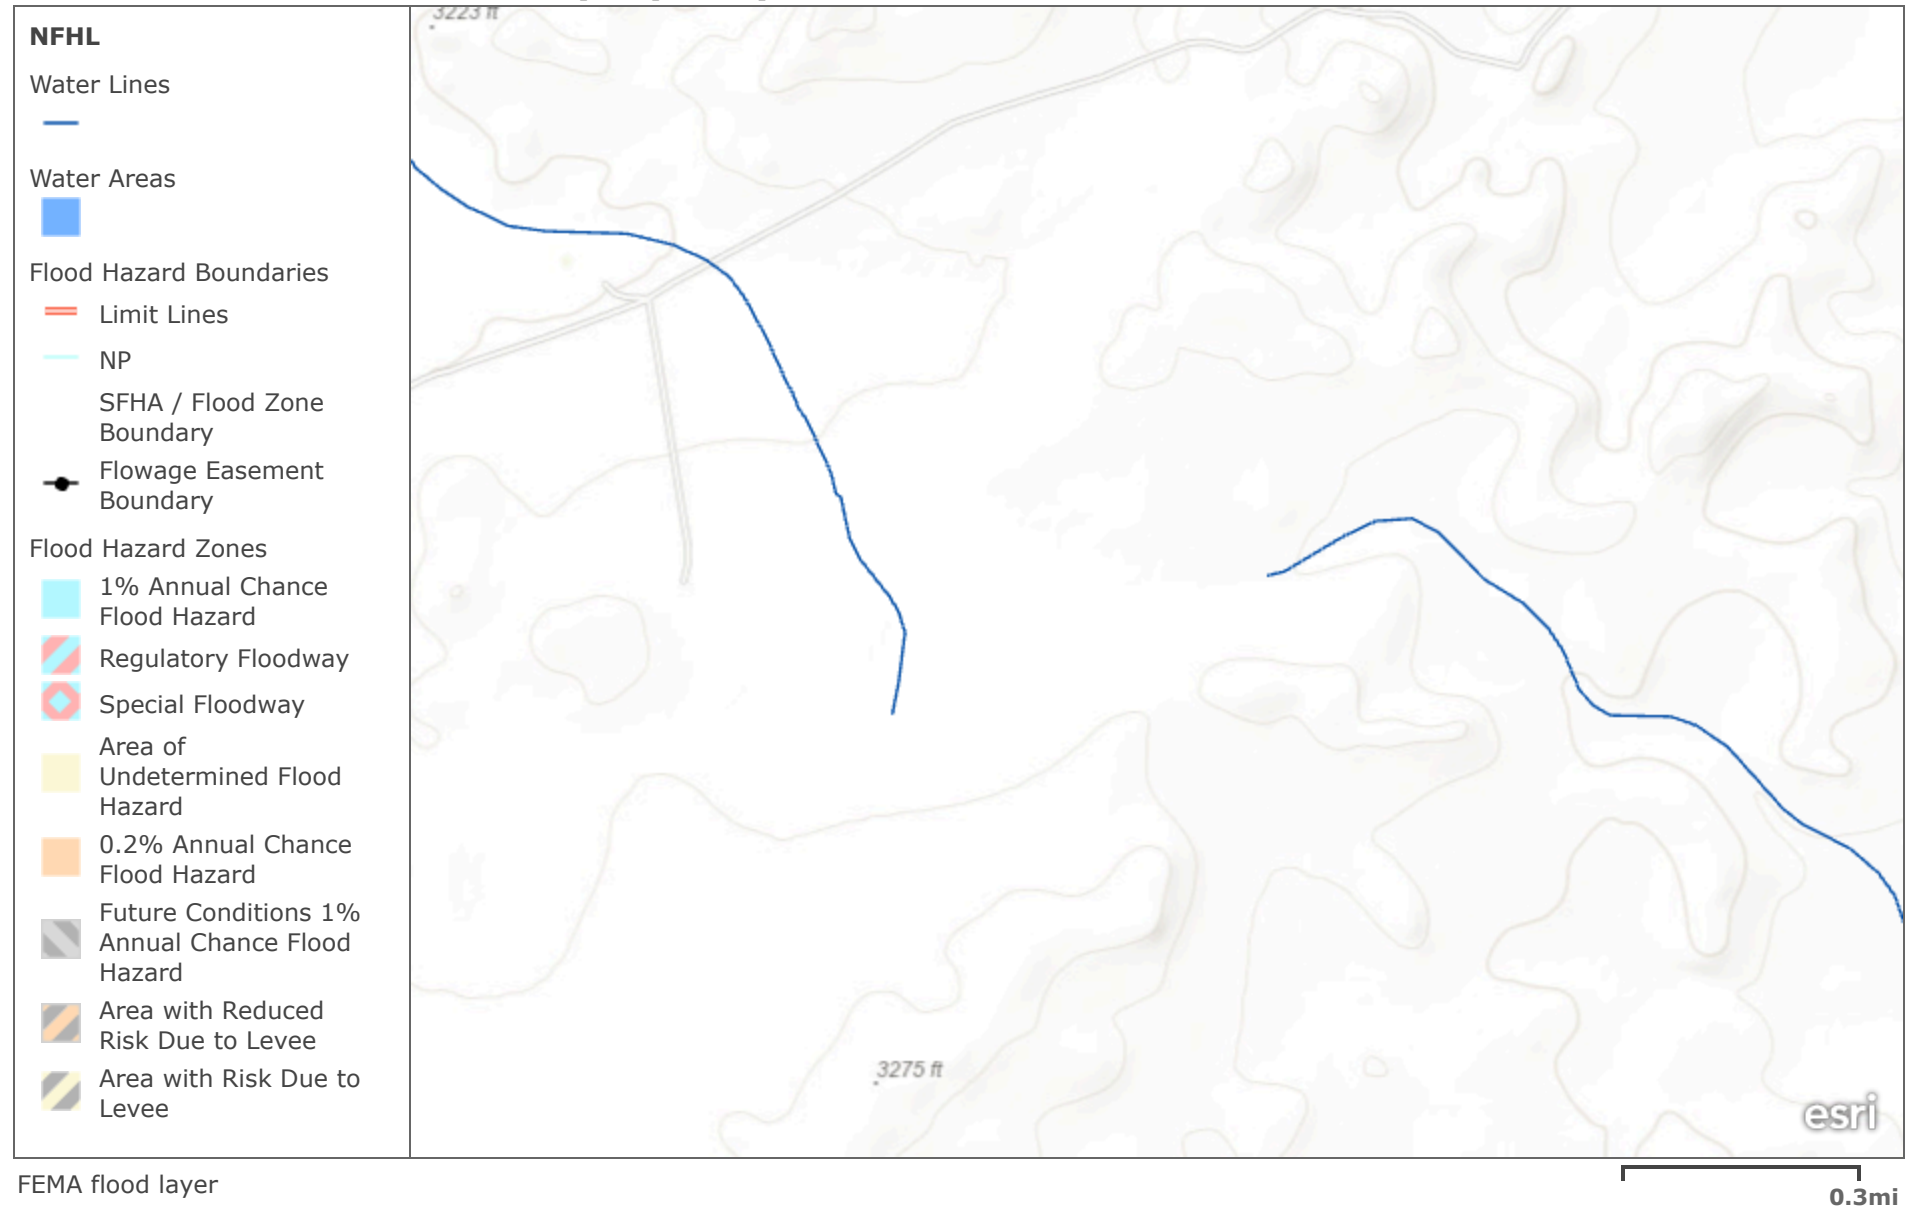 NFHL
Water Lines
Water Areas
Flood Hazard Boundaries
Limit Lines
NP
SFHA / Flood Zone
Boundary
Flowage Easement
Boundary
Flood Hazard Zones
1% Annual Chance
Flood Hazard
Regulatory Floodway
Special Floodway
Area of
Undetermined Flood
Hazard
0.2% Annual Chance
Flood Hazard
Future Conditions 1%
Annual Chance Flood
Hazard
Area with Reduced
Risk Due to Levee
Area with Risk Due to
Levee
3223 ft
3275 ft
esri
FEMA flood layer
0.3mi